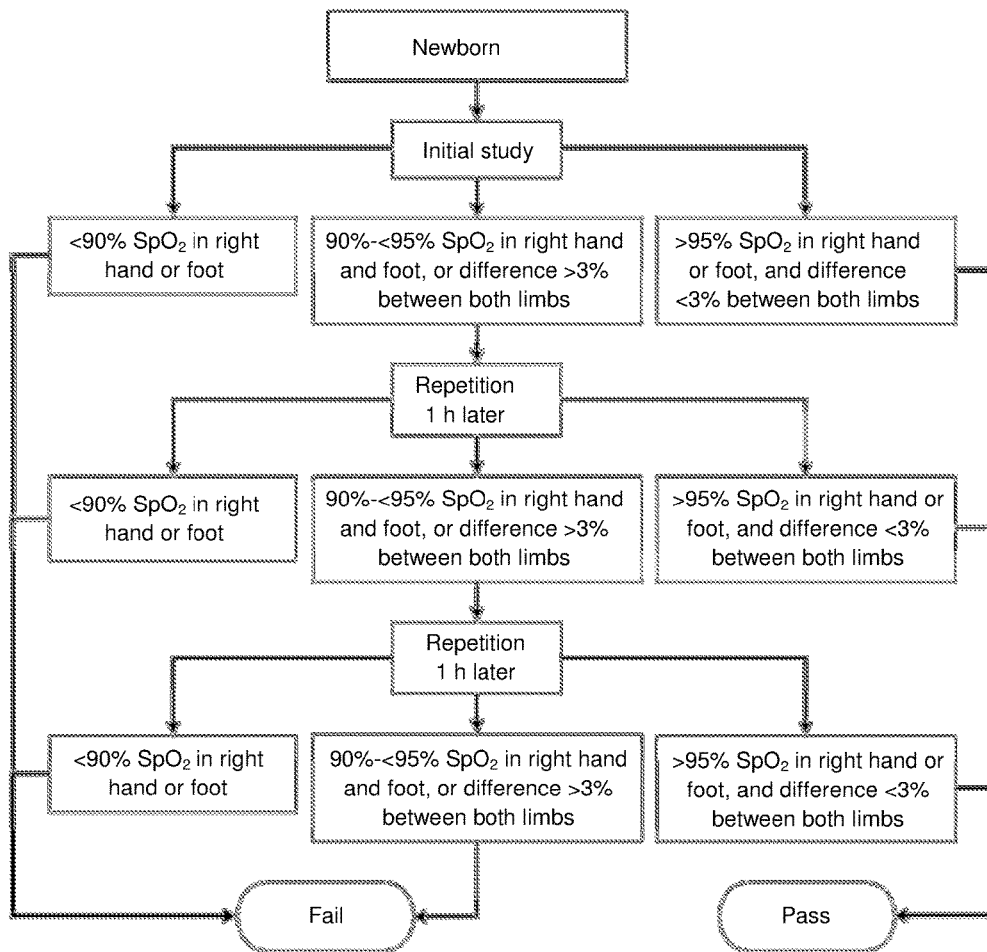 Newborn
Initial study
<90% SpO₂ in right
hand or foot
90%-<95% SpO₂ in right hand
and foot, or difference >3%
between both limbs
>95% SpO₂ in right hand
or foot, and difference
<3% between both limbs
Repetition
1 h later
<90% SpO₂ in right
hand or foot
90%-<95% SpO₂ in right hand
and foot, or difference >3%
between both limbs
>95% SpO₂ in right hand or
foot, and difference <3%
between both limbs
Repetition
1 h later
<90% SpO₂ in right
hand or foot
90%-<95% SpO₂ in right hand
and foot, or difference >3%
between both limbs
>95% SpO₂ in right hand or
foot, and difference <3%
between both limbs
Fail
Pass